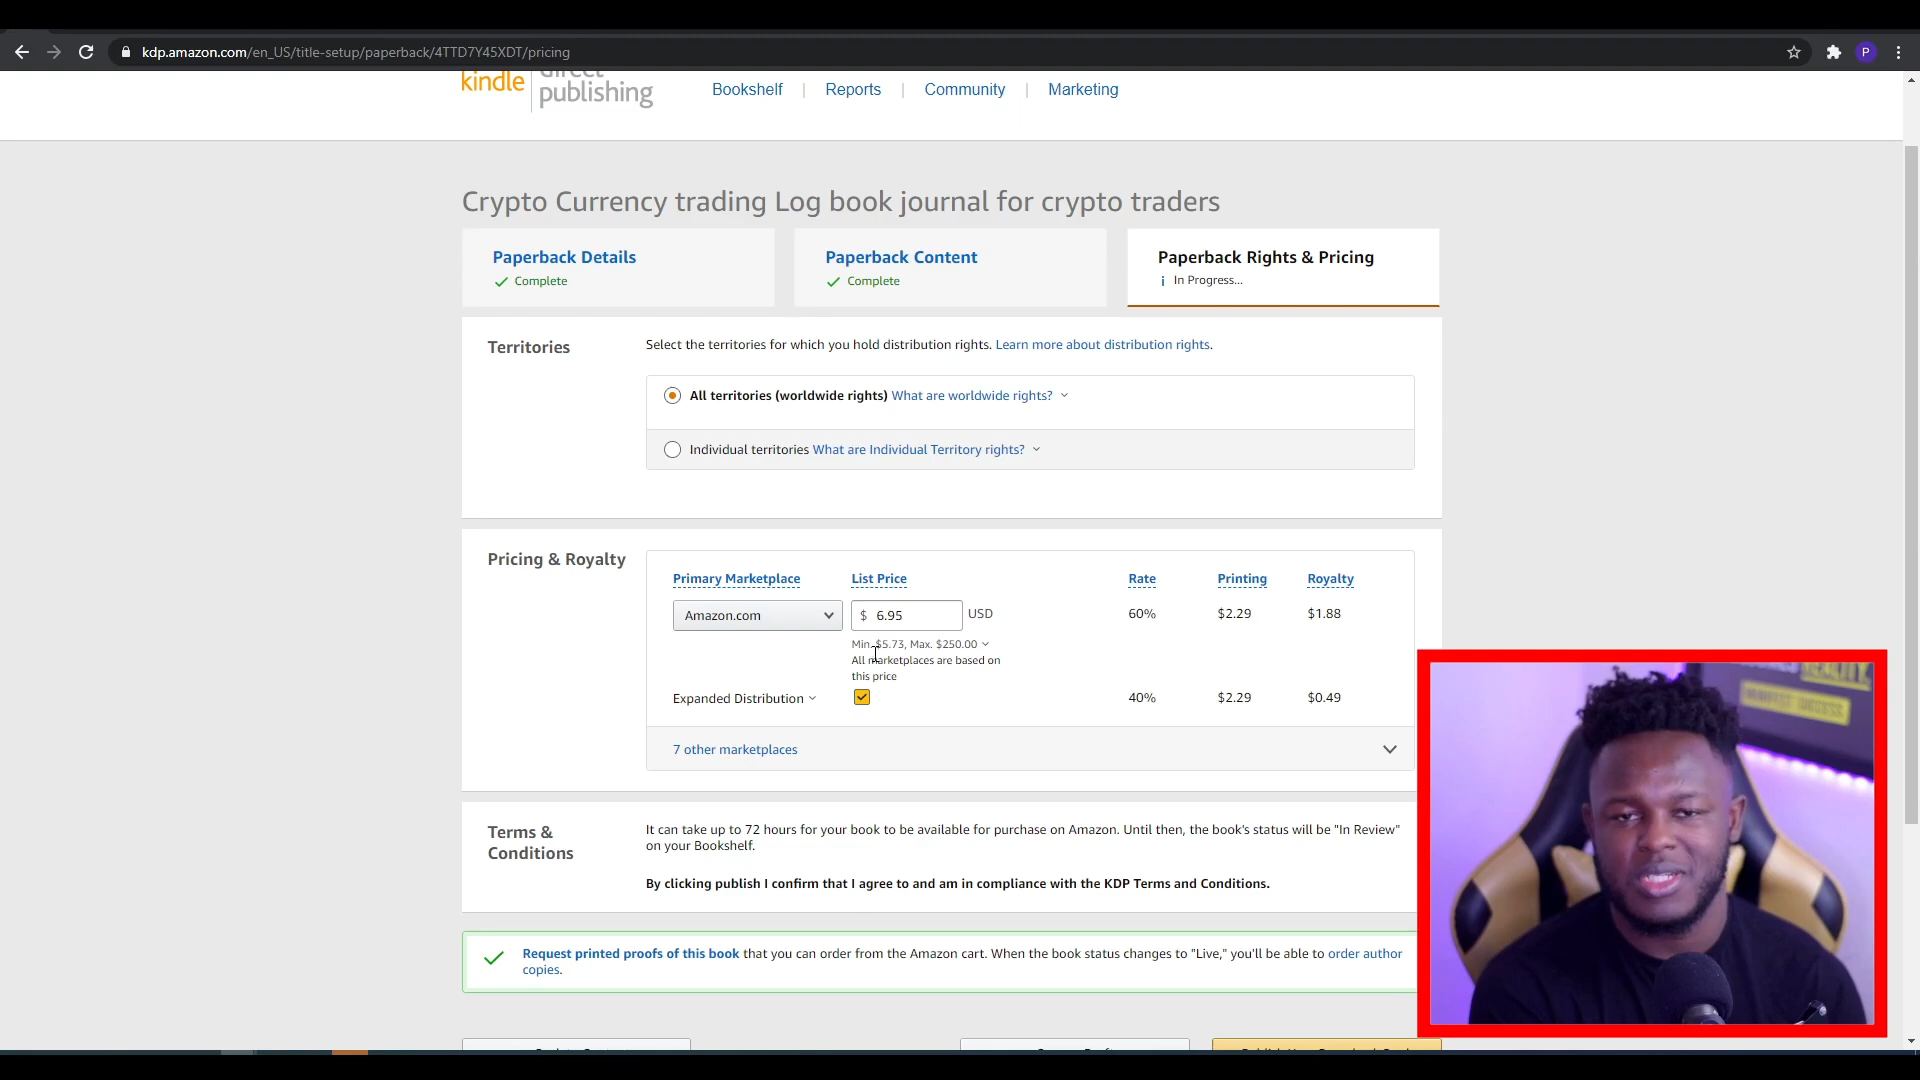 kdp.amazon.com/en_US/title-setup/paperback/4TTD7Y45XDT/pricing
P
kindle direct publishing
Bookshelf | Reports | Community | Marketing
Crypto Currency trading Log book journal for crypto traders
Paperback Details
Complete
Paperback Content
Complete
Paperback Rights & Pricing
i In Progress...
Territories
Select the territories for which you hold distribution rights. Learn more about distribution rights.
All territories (worldwide rights) What are worldwide rights?
Individual territories What are Individual Territory rights?
Pricing & Royalty
Primary Marketplace List Price Rate Printing Royalty
Amazon.com $ 6.95 USD 60% $2.29 $1.88
Min. $5.73, Max. $250.00
All marketplaces are based on
this price
Expanded Distribution 40% $2.29 $0.49
7 other marketplaces
Terms &
Conditions
It can take up to 72 hours for your book to be available for purchase on Amazon. Until then, the book's status will be "In Review"
on your Bookshelf.
By clicking publish I confirm that I agree to and am in compliance with the KDP Terms and Conditions.
Request printed proofs of this book that you can order from the Amazon cart. When the book status changes to "Live," you'll be able to order author
copies.